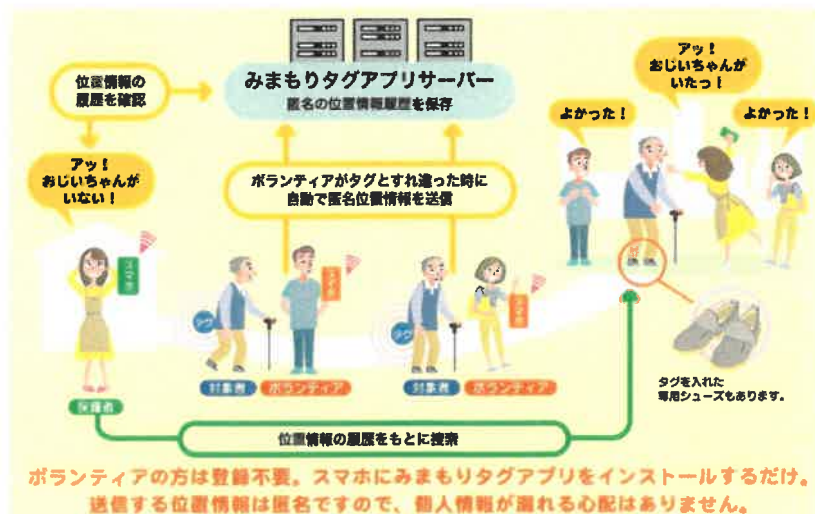 みまもりタグアプリサーバー
匿名の位置情報履歴を保存
位置情報の
履歴を確認
アッ！
おじいちゃんが
いない！
ボランティアがタグとすれ違った時に
自動で匿名位置情報を送信
アッ！
おじいちゃんが
いたっ！
よかった！
よかった！
スマホ
タグ
スマホ
タグ
スマホ
保護者
対象者
ボランティア
対象者
ボランティア
タグを入れた
専用シューズもあります。
位置情報の履歴をもとに捜索
ボランティアの方は登録不要。スマホにみまもりタグアプリをインストールするだけ。
送信する位置情報は匿名ですので、個人情報が漏れる心配はありません。